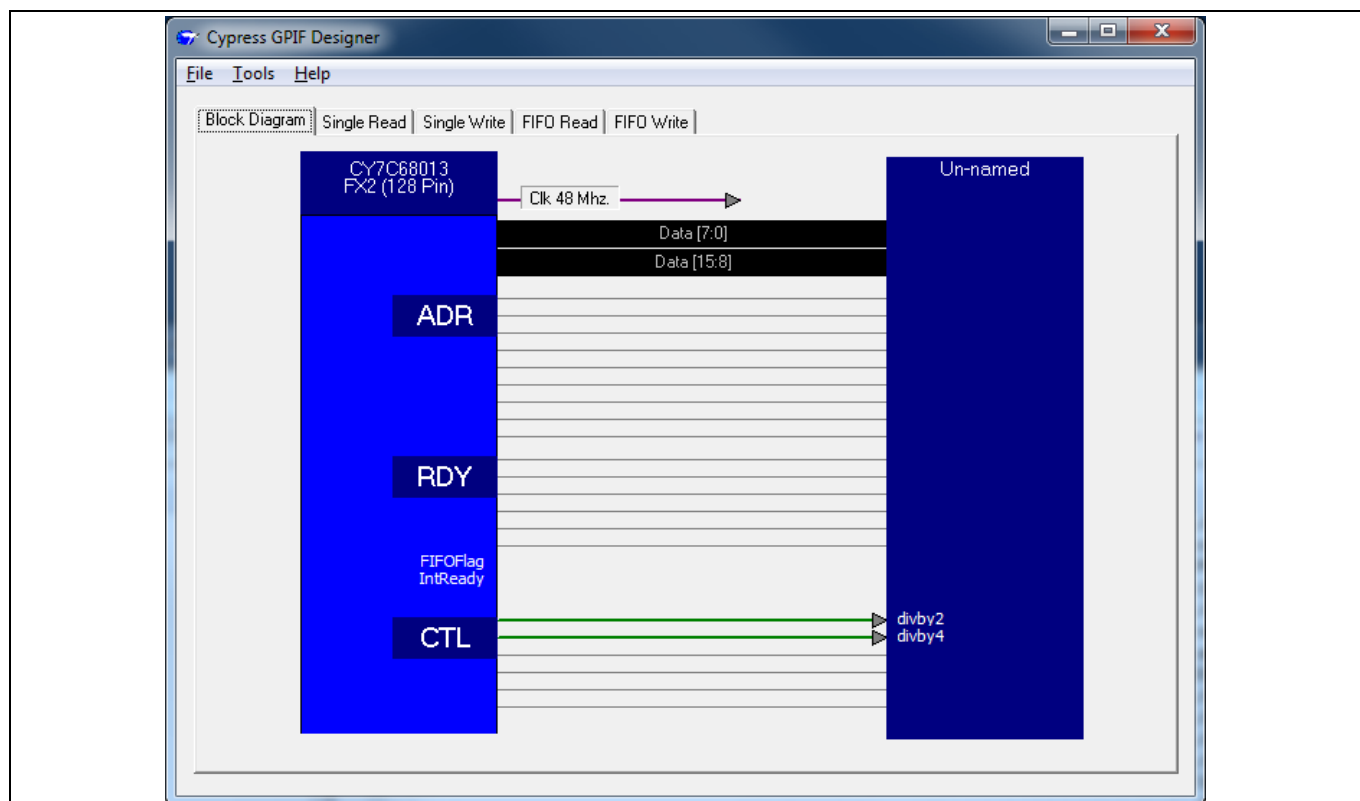 Cypress GPIF Designer
File Tools Help
Block Diagram Single Read Single Write FIFO Read FIFO Write
CY7C68013
FX2 (128 Pin)
Un-named
Clk 48 Mhz.
Data [7:0]
Data [15:8]
ADR
RDY
FIFOFlag
IntReady
CTL
divby2
divby4